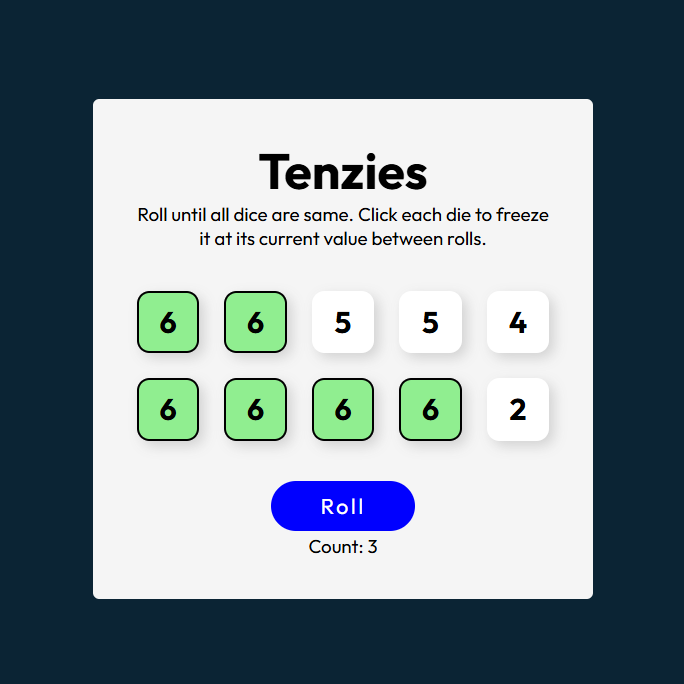 Tenzies
Roll until all dice are same. Click each die to freeze
it at its current value between rolls.
6 6 5 5 4
6 6 6 6 2
Roll
Count: 3